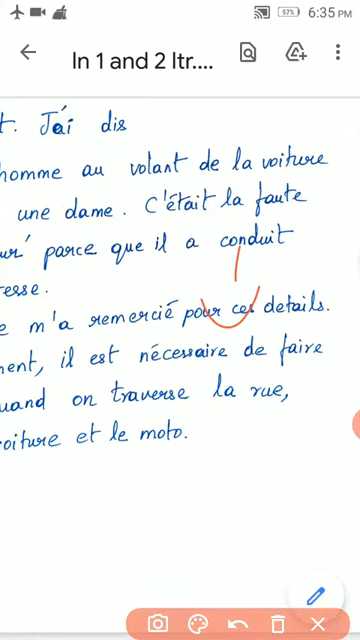 57% 6:35 PM
In 1 and 2 ltr....
t. J'ai dis
homme au volant de la voiture
une dame. C'était la faute
ur' parce que il a conduit
esse.
e m'a remercié pour ces details.
ment, il est nécessaire de faire
uand on traverse la rue,
oiture et le moto.